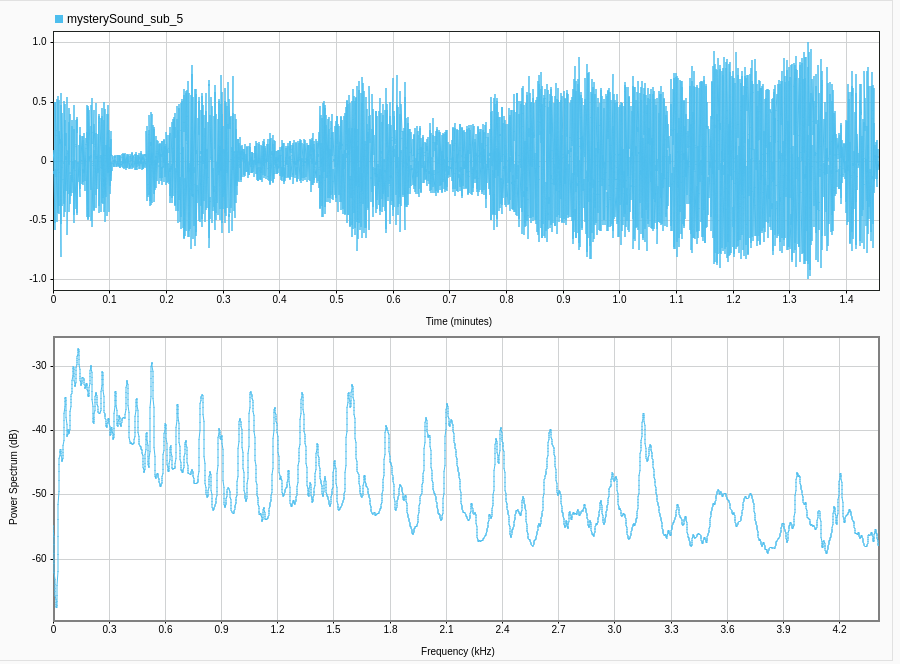 mysterySound_sub_5
1.0
0.5
0
-0.5
-1.0
0 0.1 0.2 0.3 0.4 0.5 0.6 0.7 0.8 0.9 1.0 1.1 1.2 1.3 1.4
Time (minutes)
-30
-40
-50
-60
Power Spectrum (dB)
0 0.3 0.6 0.9 1.2 1.5 1.8 2.1 2.4 2.7 3.0 3.3 3.6 3.9 4.2
Frequency (kHz)